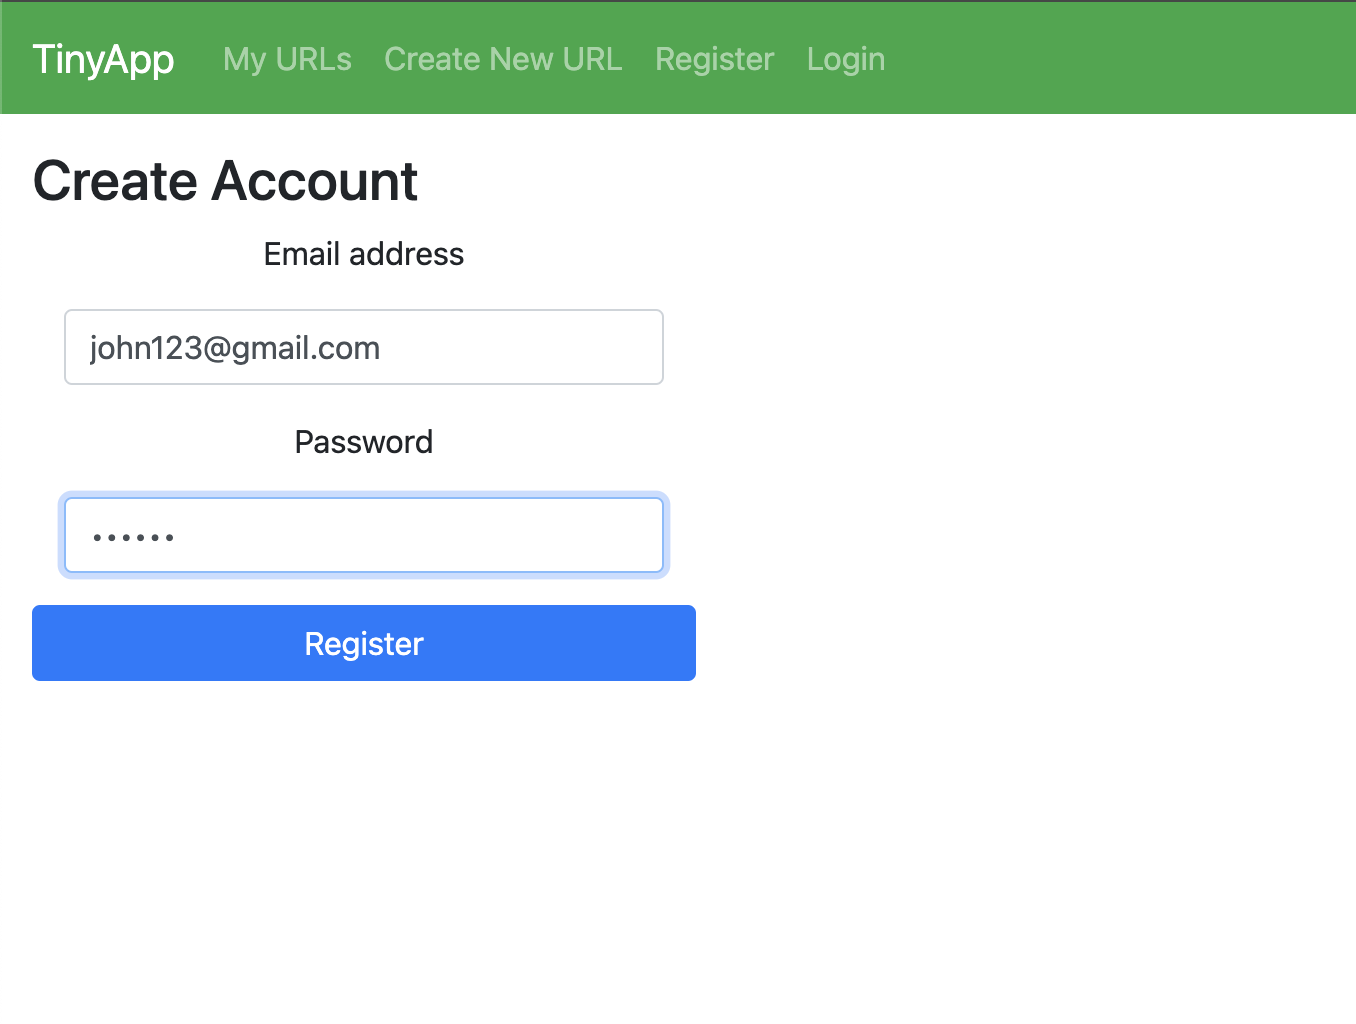 TinyApp My URLs Create New URL Register Login
Create Account
Email address
john123@gmail.com
Password
••••••
Register